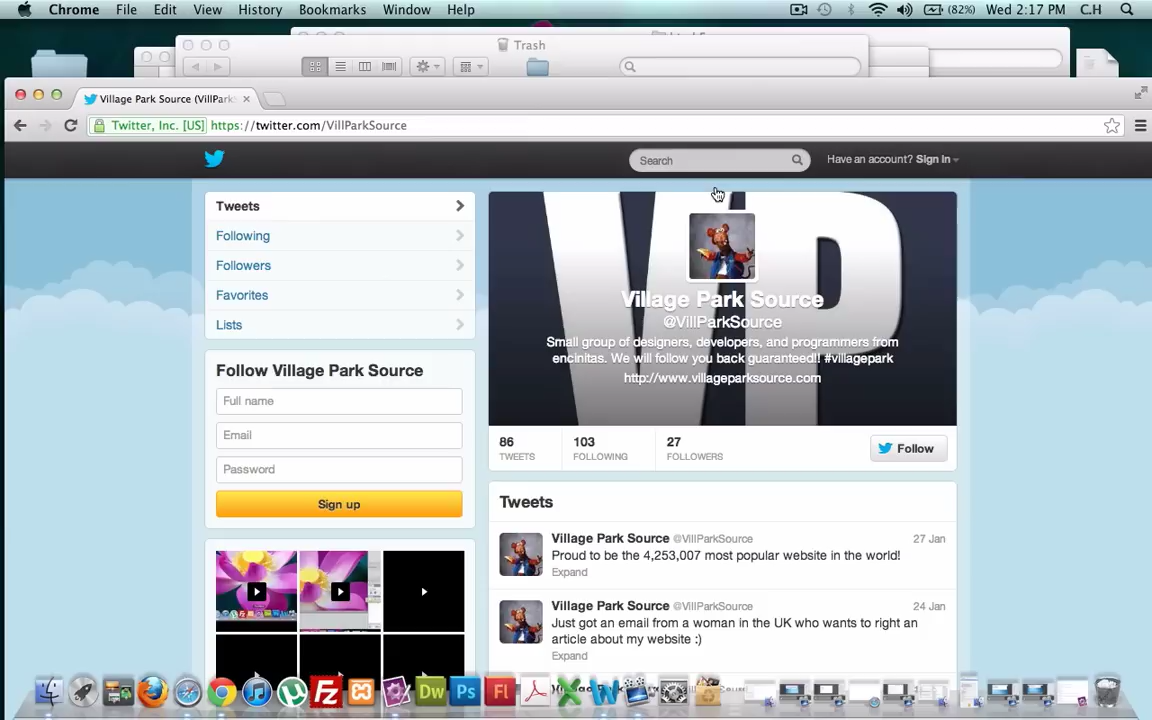 Chrome File Edit View History Bookmarks Window Help (82%) Wed 2:17 PM C.H
Trash
Village Park Source (VillPark
Twitter, Inc. [US] https://twitter.com/VillParkSource
Search
Have an account? Sign in
Tweets
Following
Followers
Favorites
Lists
Follow Village Park Source
Full name
Email
Password
Sign up
VP
Village Park Source
@VillParkSource
Small group of designers, developers, and programmers from
encinitas. We will follow you back guaranteed!! #villagepark
http://www.villageparksource.com
86 103 27
TWEETS FOLLOWING FOLLOWERS
Follow
Tweets
Village Park Source @VillParkSource 27 Jan
Proud to be the 4,253,007 most popular website in the world!
Expand
Village Park Source @VillParkSource 24 Jan
Just got an email from a woman in the UK who wants to right an
article about my website :)
Expand
Fz Dw Ps Fl